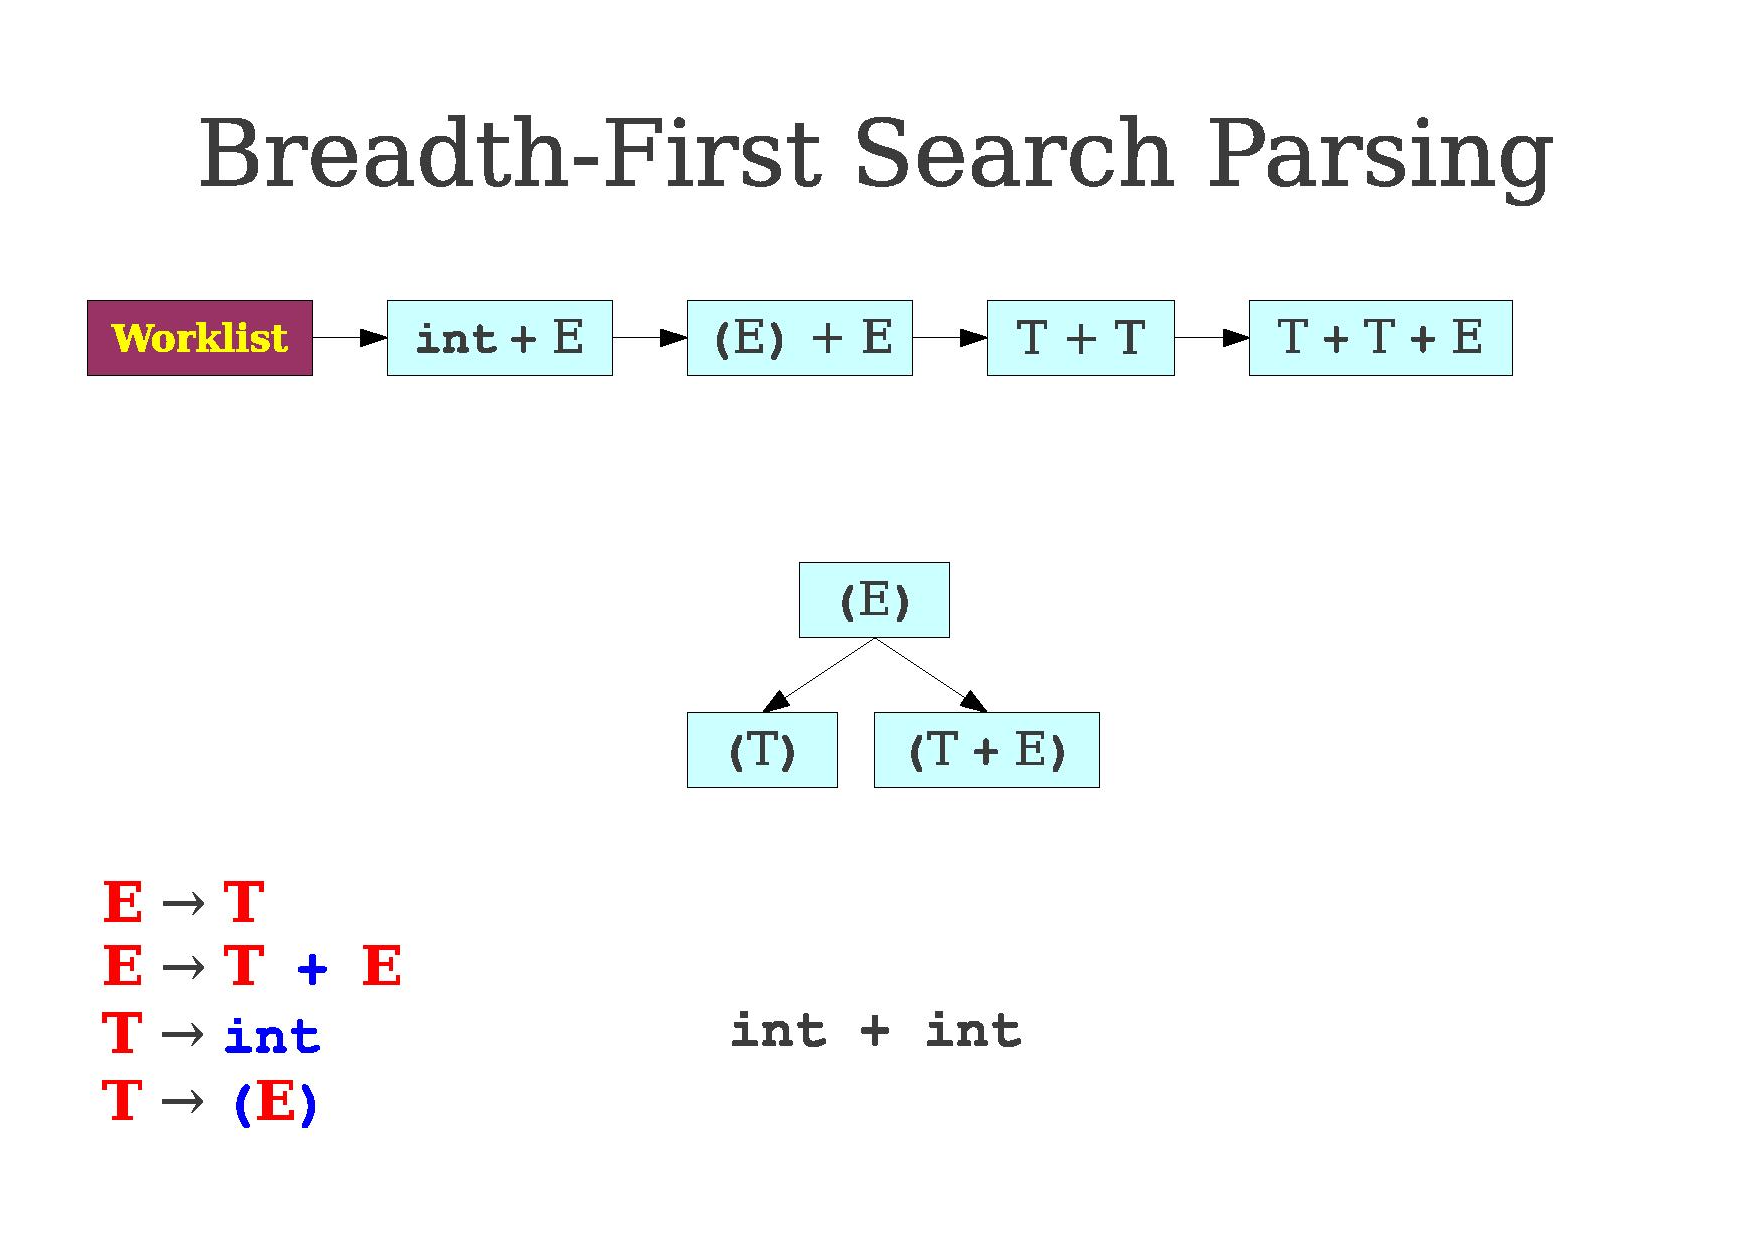 Breadth-First Search Parsing
Worklist int + E (E) + E T + T T + T + E
(E)
(T) (T + E)
E → T
E → T + E
T → int
int + int
T → (E)